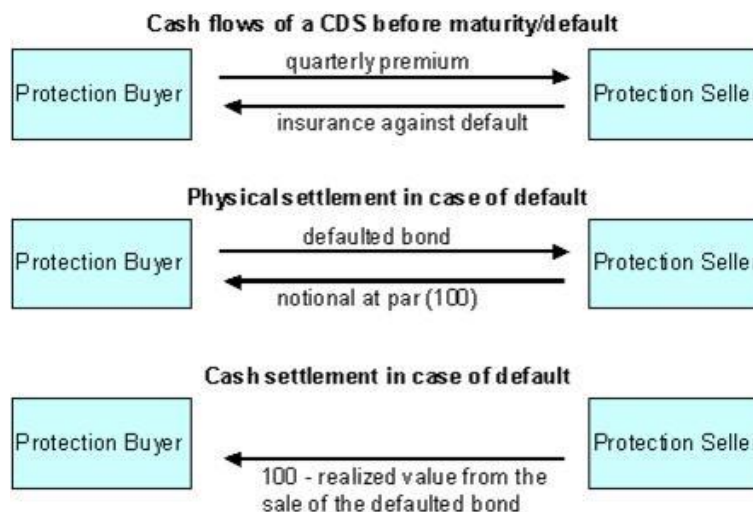 Cash flows of a CDS before maturity/default
Protection Buyer
quarterly premium
insurance against default
Protection Selle
Physical settlement in case of default
Protection Buyer
defaulted bond
notional at par (100)
Protection Selle
Cash settlement in case of default
Protection Buyer
100 - realized value from the
sale of the defaulted bond
Protection Selle